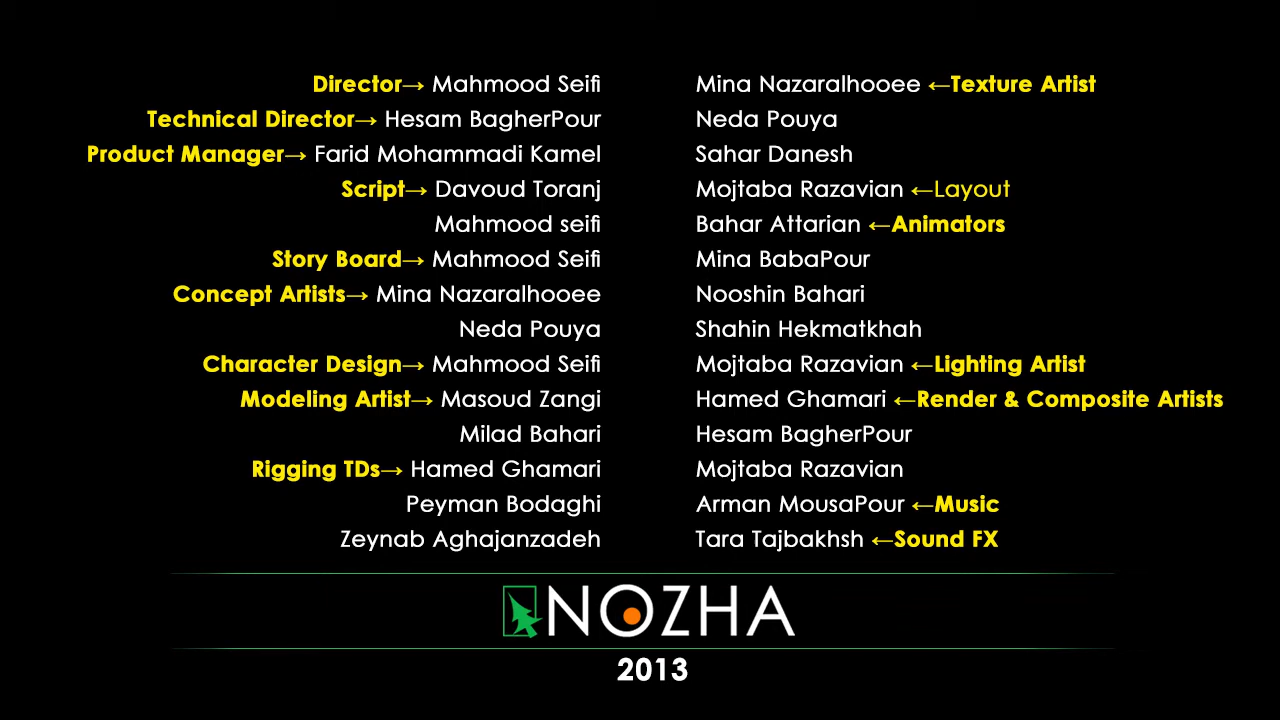 Director→ Mahmood Seifi
Technical Director→ Hesam BagherPour
Product Manager→ Farid Mohammadi Kamel
Script→ Davoud Toranj
Mahmood seifi
Story Board→ Mahmood Seifi
Concept Artists→ Mina Nazaralhooee
Neda Pouya
Character Design→ Mahmood Seifi
Modeling Artist→ Masoud Zangi
Milad Bahari
Rigging TDs→ Hamed Ghamari
Peyman Bodaghi
Zeynab Aghajanzadeh
Mina Nazaralhooee ←Texture Artist
Neda Pouya
Sahar Danesh
Mojtaba Razavian ←Layout
Bahar Attarian ←Animators
Mina BabaPour
Nooshin Bahari
Shahin Hekmatkhah
Mojtaba Razavian ←Lighting Artist
Hamed Ghamari ←Render & Composite Artists
Hesam BagherPour
Mojtaba Razavian
Arman MousaPour ←Music
Tara Tajbakhsh ←Sound FX
NOZHA
2013